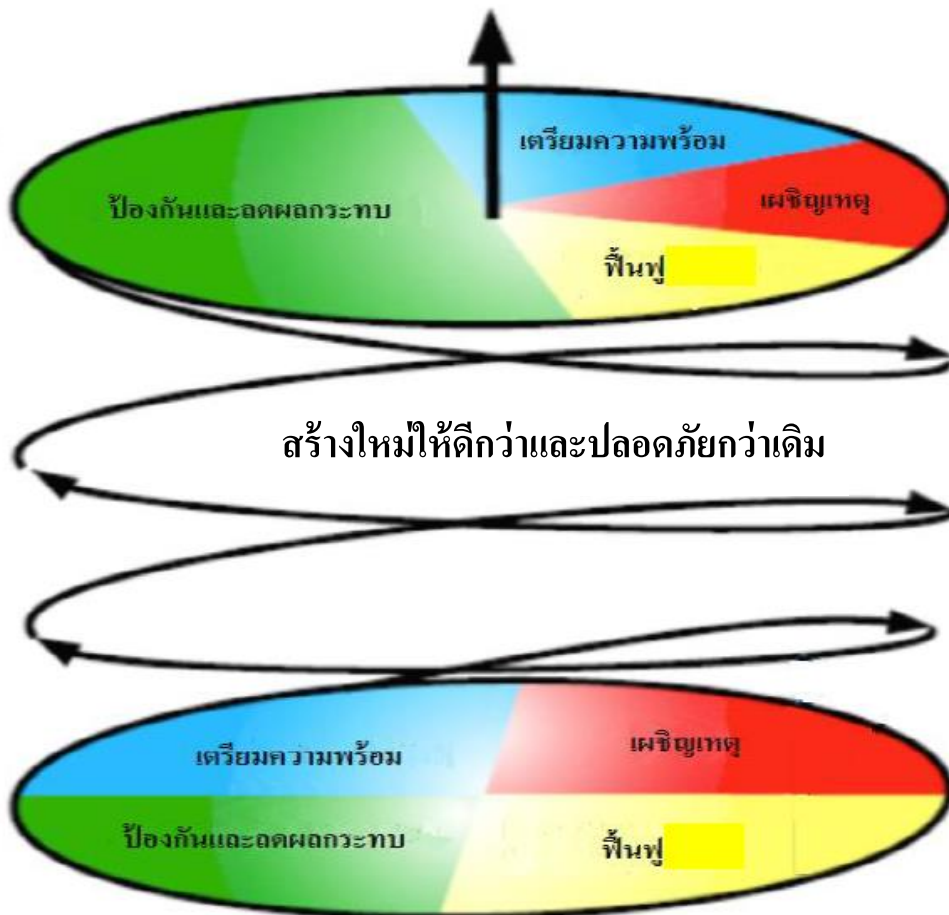 เตรียมความพร้อม
เผชิญเหตุ
ป้องกันและลดผลกระทบ
ฟื้นฟู
สร้างใหม่ให้ดีกว่าและปลอดภัยกว่าเดิม
เผชิญเหตุ
เตรียมความพร้อม
ป้องกันและลดผลกระทบ
ฟื้นฟู